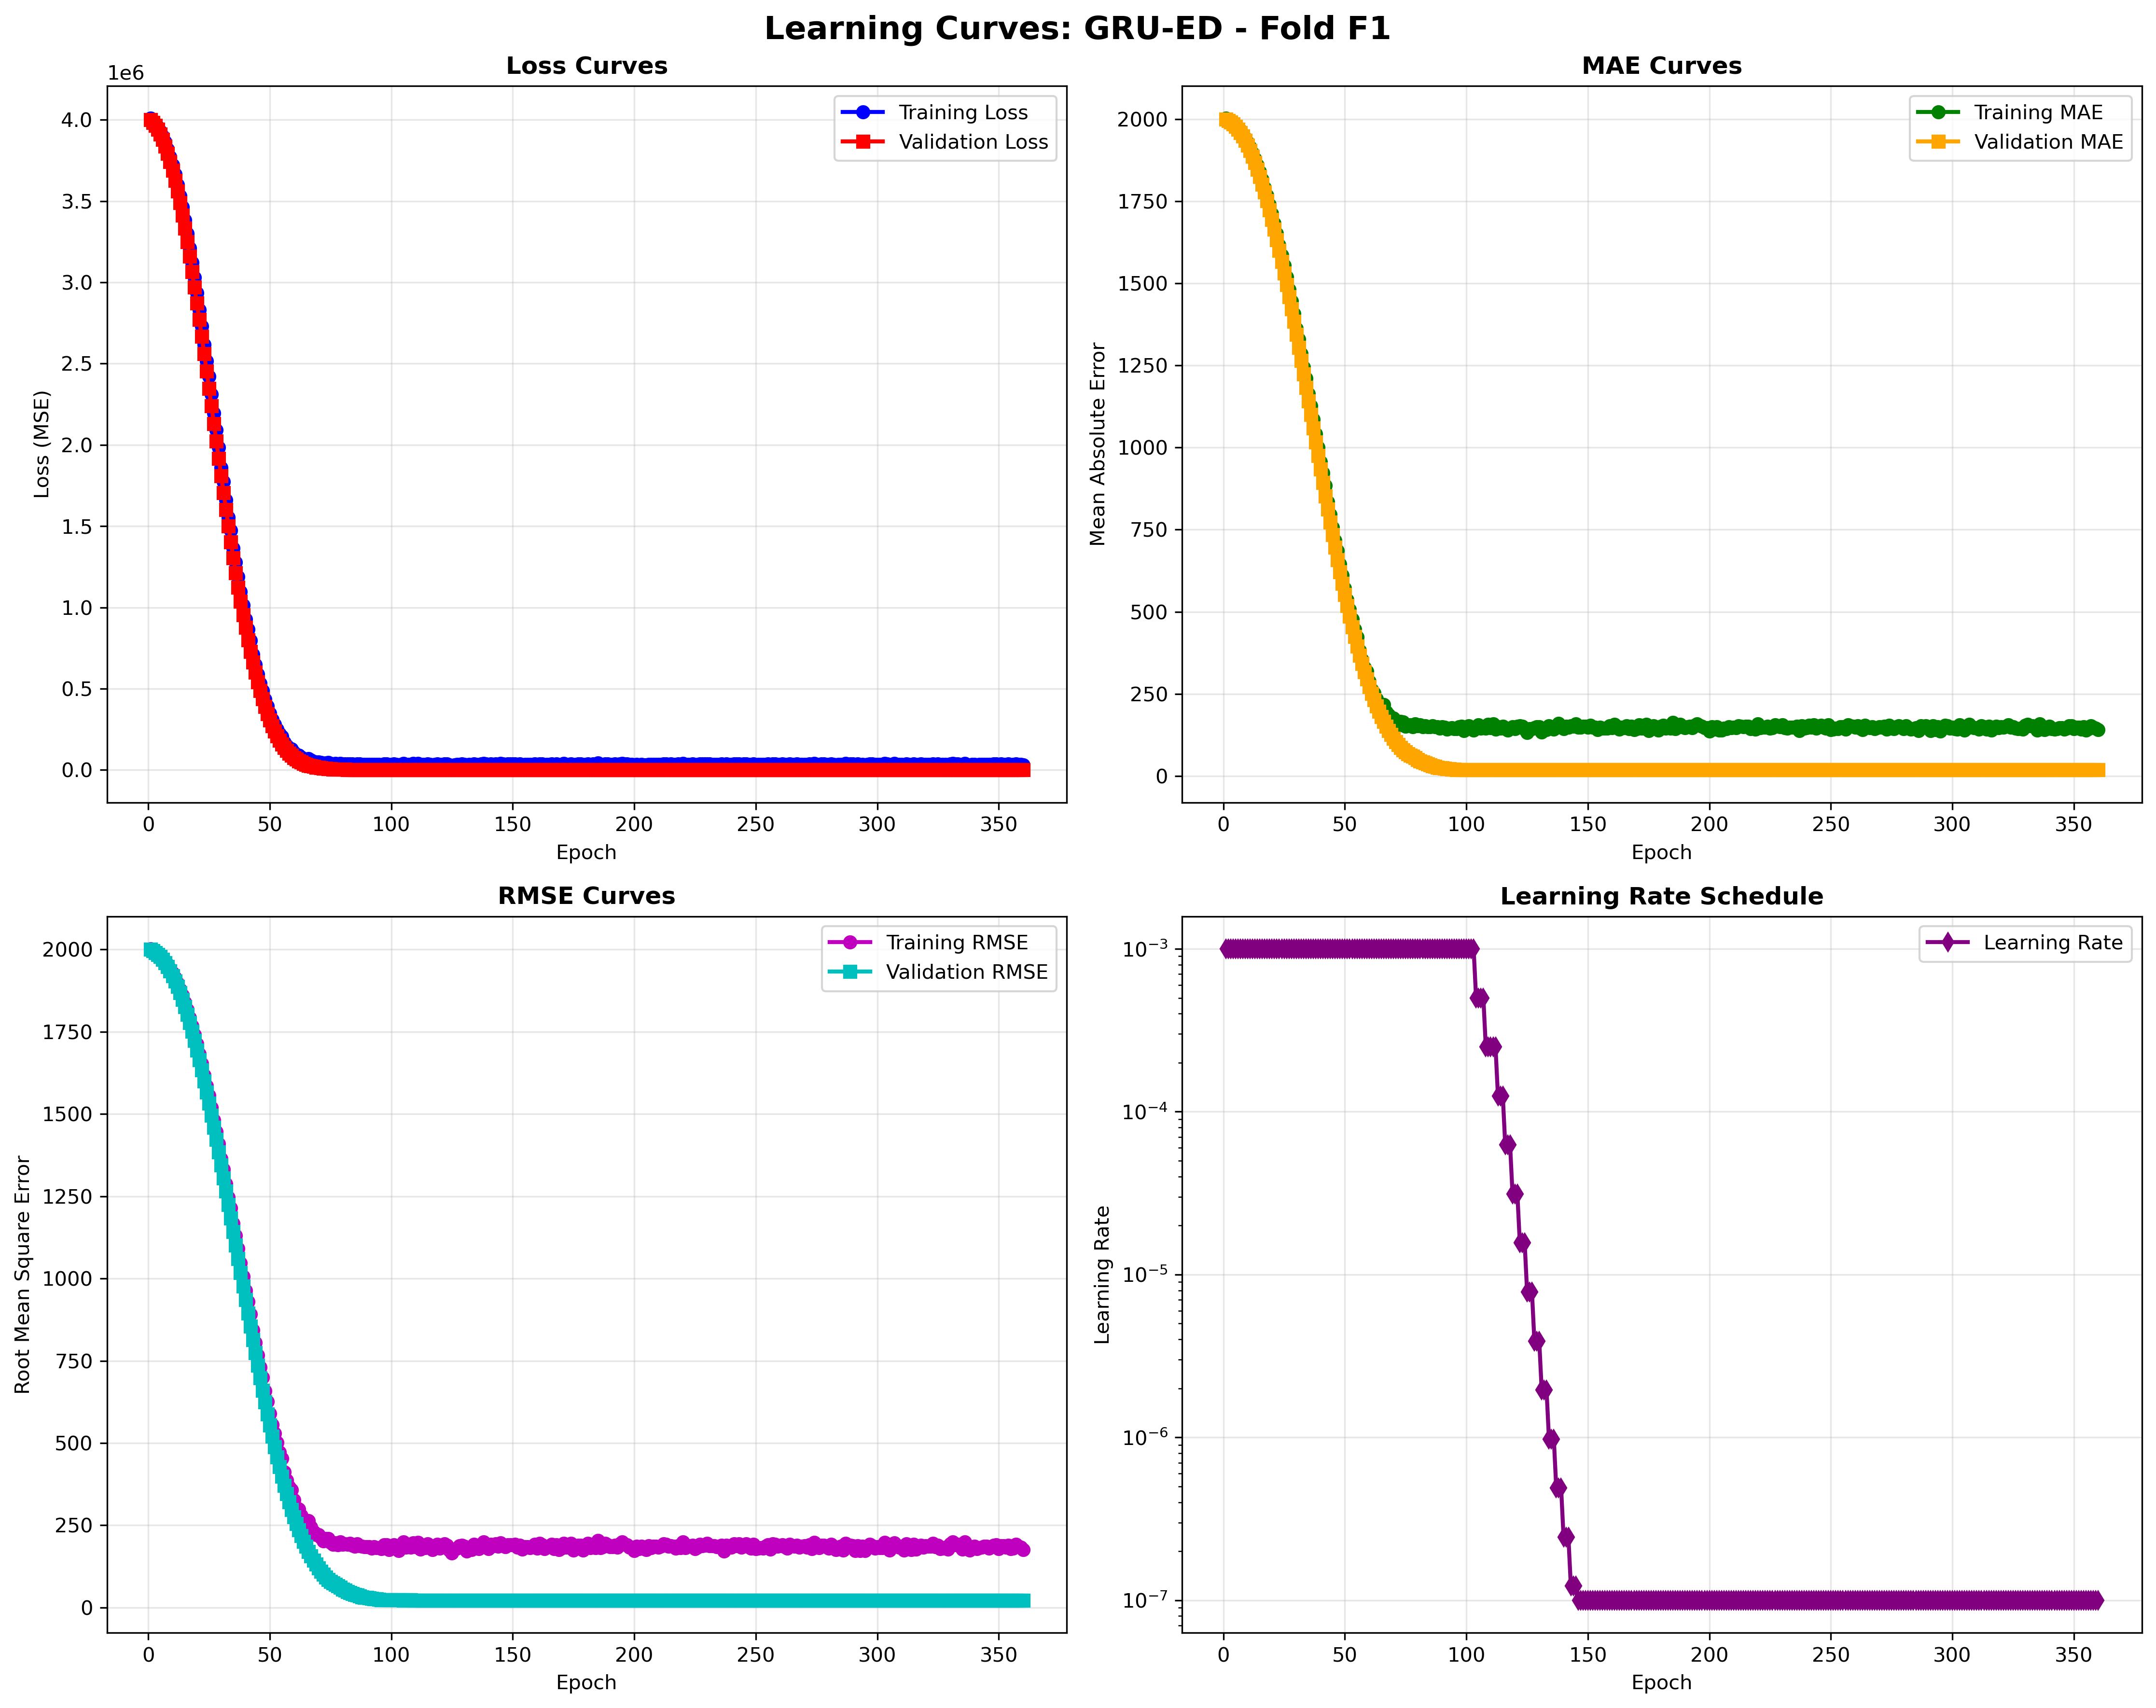 Learning Curves: GRU-ED - Fold F1
Loss Curves
1e6
4.0
3.5
3.0
2.5
2.0
1.5
1.0
0.5
0.0
Loss (MSE)
Training Loss
Validation Loss
0 50 100 150 200 250 300 350
Epoch
MAE Curves
2000
1750
1500
1250
1000
750
500
250
0
Mean Absolute Error
Training MAE
Validation MAE
0 50 100 150 200 250 300 350
Epoch
RMSE Curves
2000
1750
1500
1250
1000
750
500
250
0
Root Mean Square Error
Training RMSE
Validation RMSE
0 50 100 150 200 250 300 350
Epoch
Learning Rate Schedule
10⁻³
10⁻⁴
10⁻⁵
10⁻⁶
10⁻⁷
Learning Rate
Learning Rate
0 50 100 150 200 250 300 350
Epoch